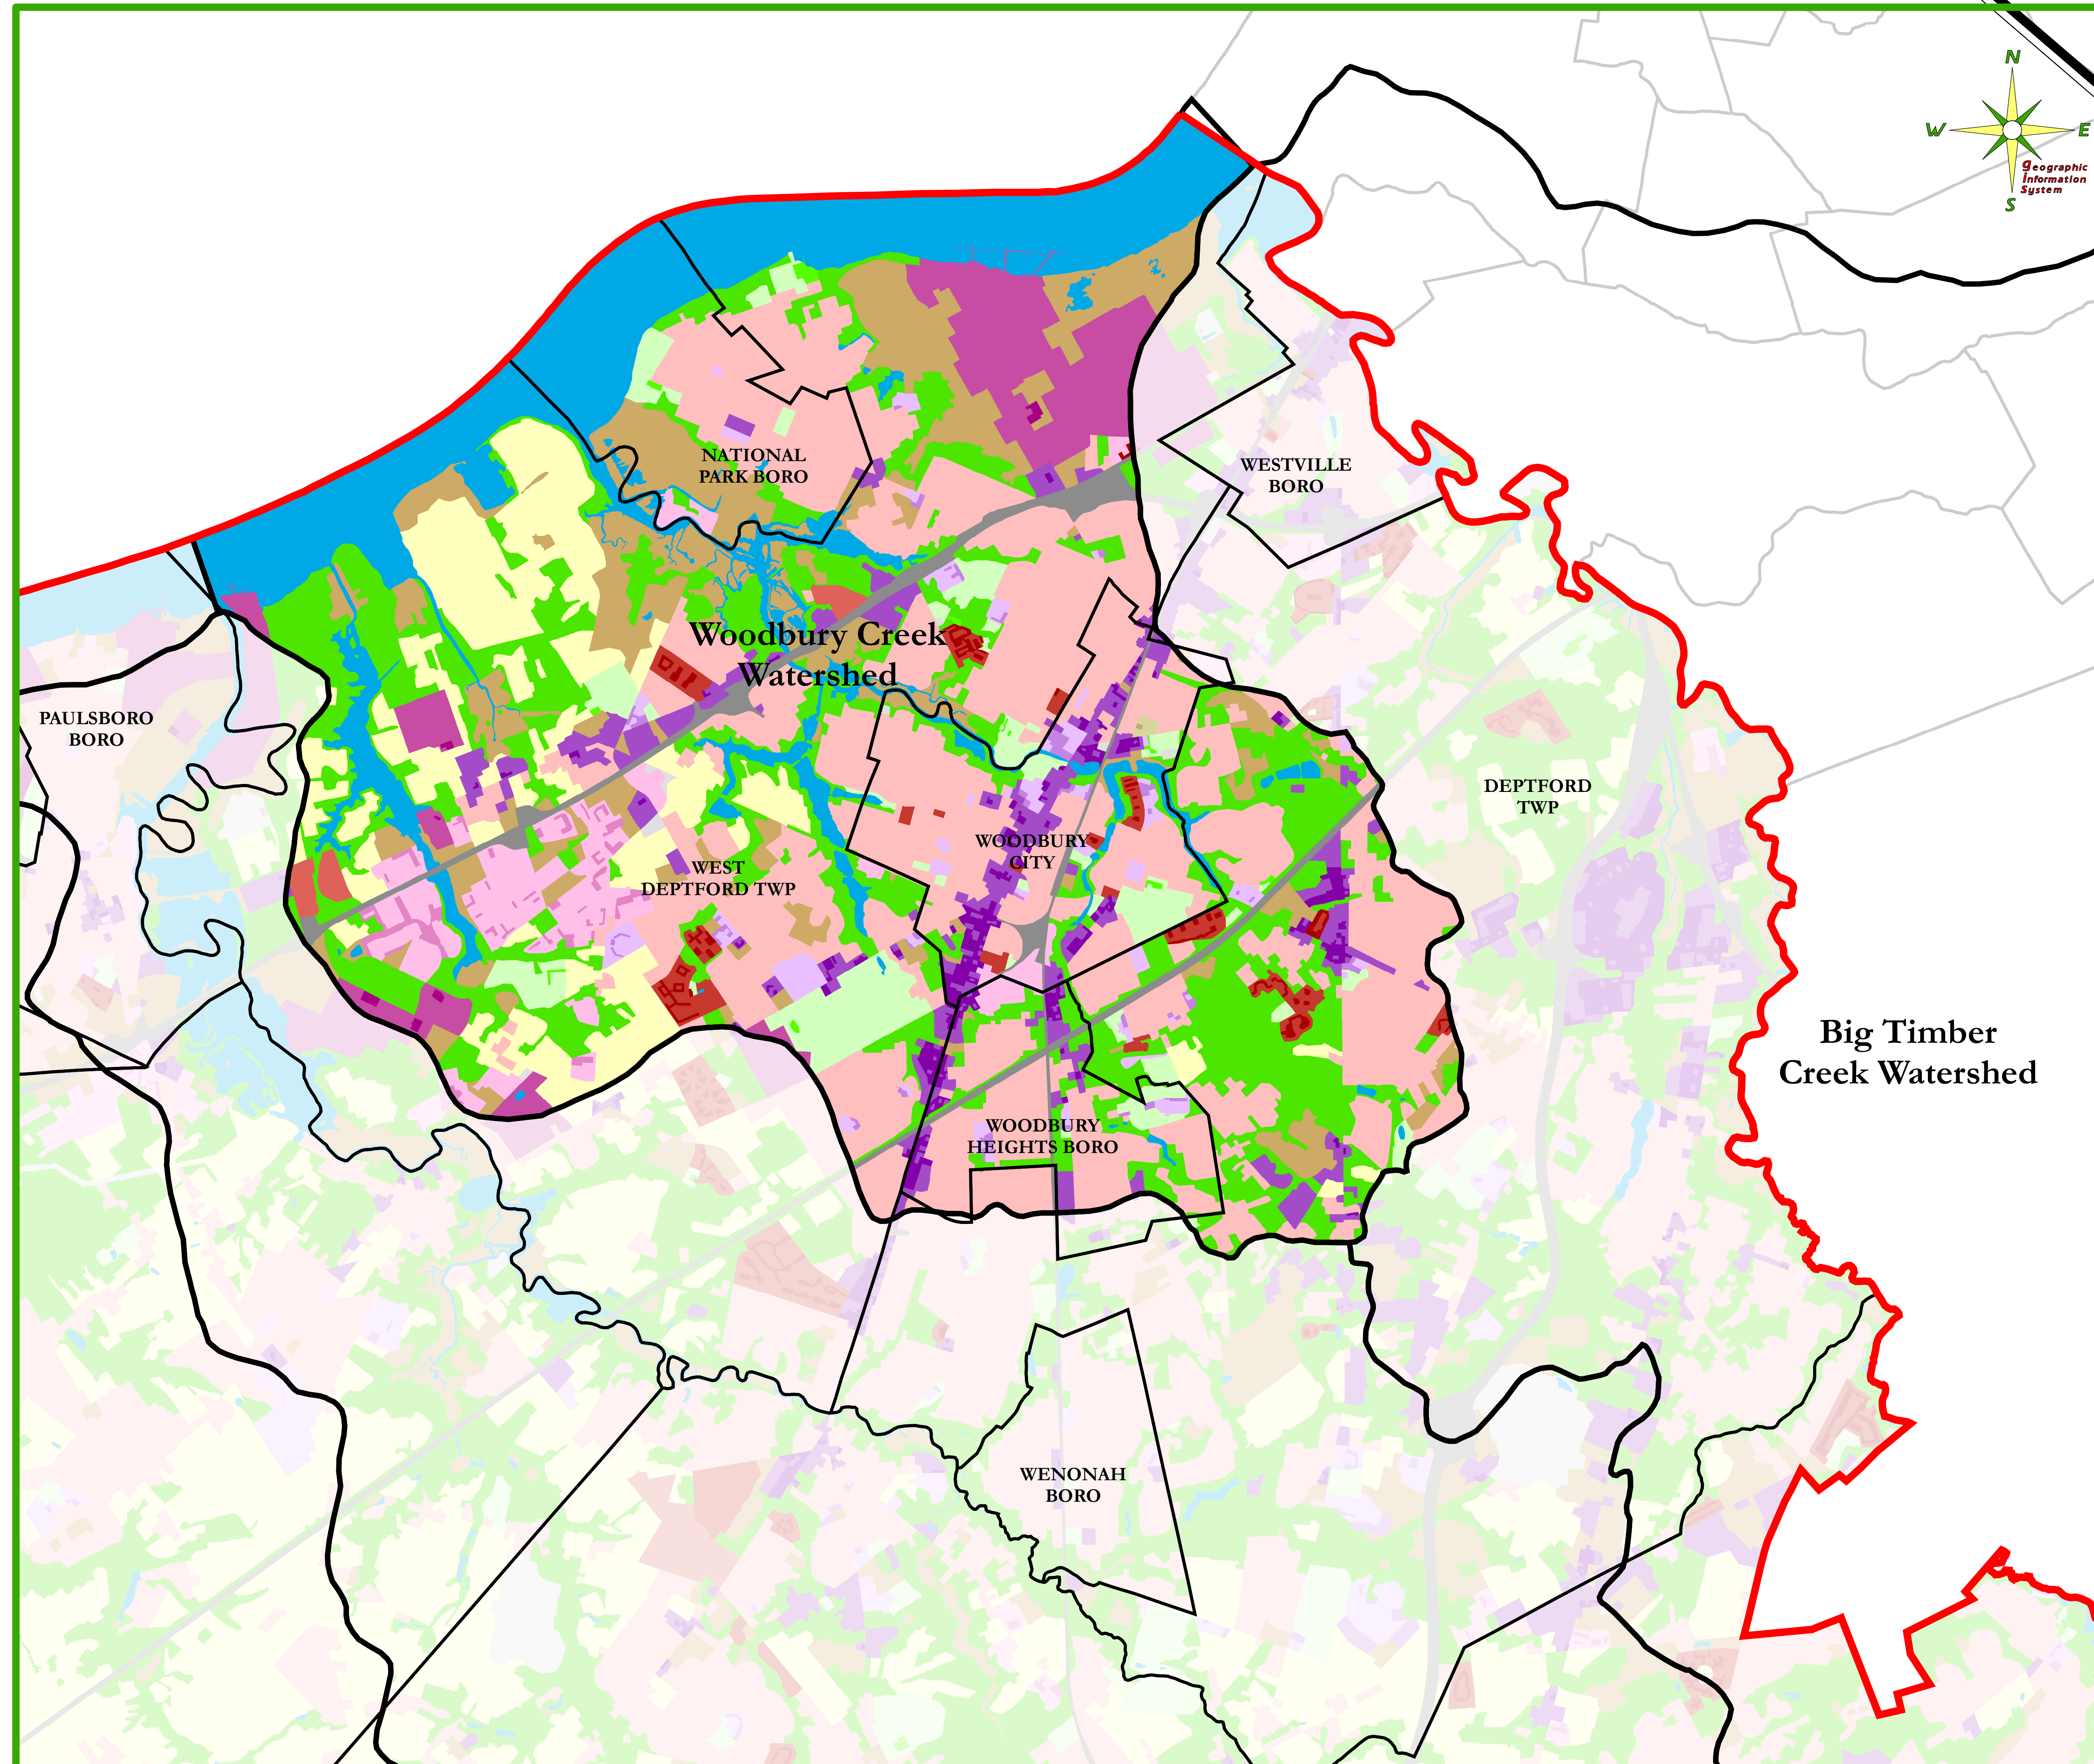 N
W
E
geographic
Information
System
S
NATIONAL
PARK BORO
WESTVILLE
BORO
Woodbury Creek
Watershed
PAULSBORO
BORO
DEPTFORD
TWP
WOODBURY
CITY
WEST
DEPTFORD TWP
Big Timber
Creek Watershed
WOODBURY
HEIGHTS BORO
WENONAH
BORO